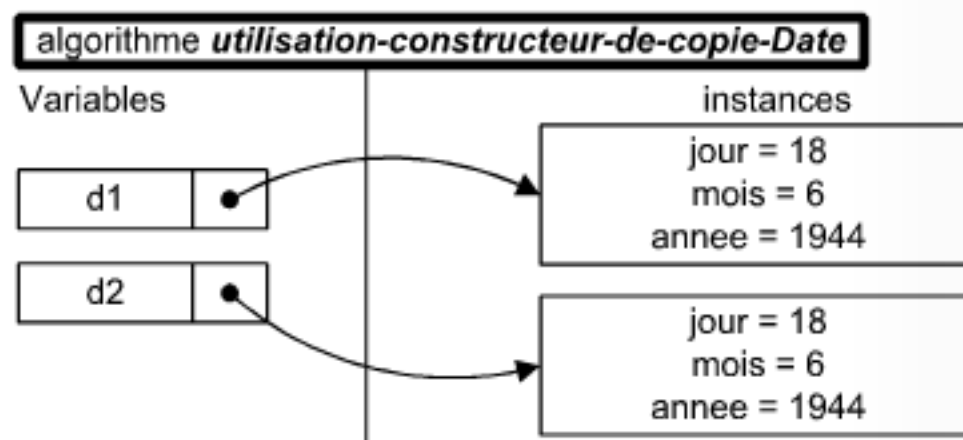 algorithme utilisation-constructeur-de-copie-Date
Variables
instances
d1
jour = 18
mois = 6
annee = 1944
d2
jour = 18
mois = 6
annee = 1944